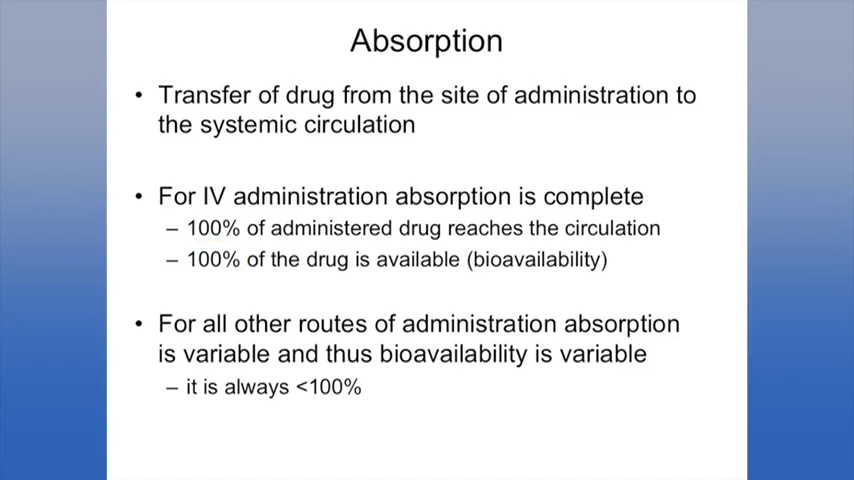 Absorption
• Transfer of drug from the site of administration to
the systemic circulation
• For IV administration absorption is complete
– 100% of administered drug reaches the circulation
– 100% of the drug is available (bioavailability)
• For all other routes of administration absorption
is variable and thus bioavailability is variable
– it is always <100%